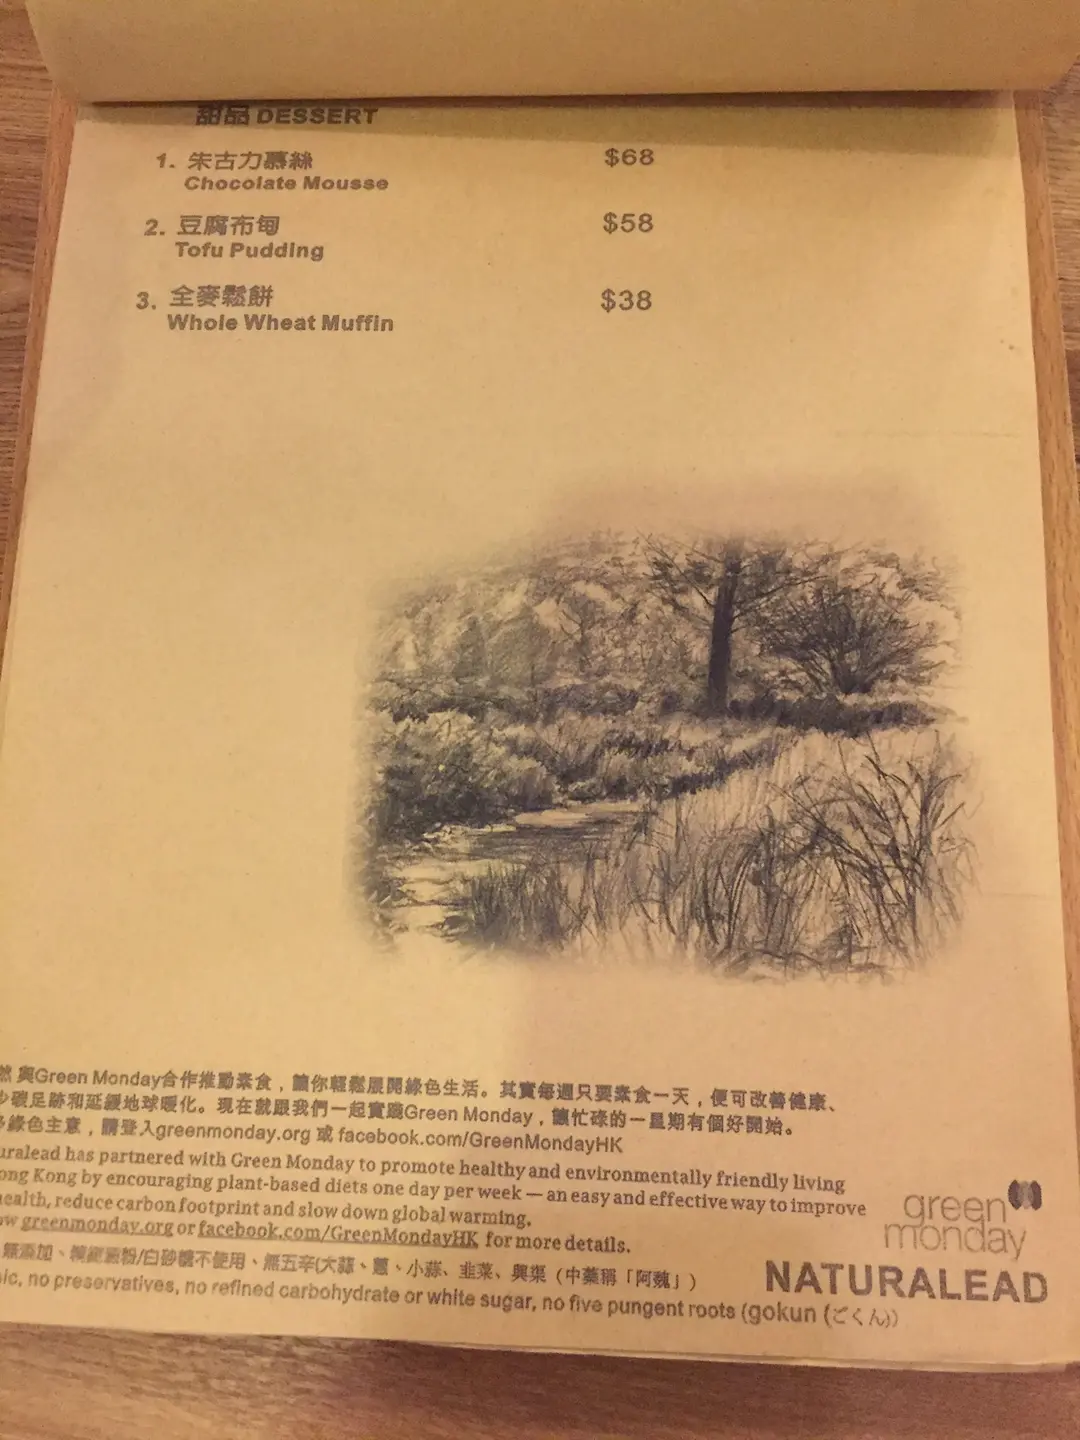 甜品 DESSERT
1. 朱古力慕絲 $68
Chocolate Mousse
2. 豆腐布甸 $58
Tofu Pudding
3. 全麥鬆餅 $38
Whole Wheat Muffin
然 與Green Monday合作推動素食，讓你輕鬆展開綠色生活。其實每週只要素食一天，便可改善健康、
少碳足跡和延緩地球暖化。現在就跟我們一起實踐Green Monday，讓忙碌的一星期有個好開始。
多綠色主意，請登入greenmonday.org 或 facebook.com/GreenMondayHK
uralead has partnered with Green Monday to promote healthy and environmentally friendly living
ong Kong by encouraging plant-based diets one day per week — an easy and effective way to improve
ealth, reduce carbon footprint and slow down global warming.
w greenmonday.org or facebook.com/GreenMondayHK for more details.
green
monday
無添加、精緻澱粉/白砂糖不使用、無五辛(大蒜、蔥、小蒜、韭菜、興渠（中藥稱「阿魏」)
ic, no preservatives, no refined carbohydrate or white sugar, no five pungent roots (gokun (ごくん))
NATURALEAD